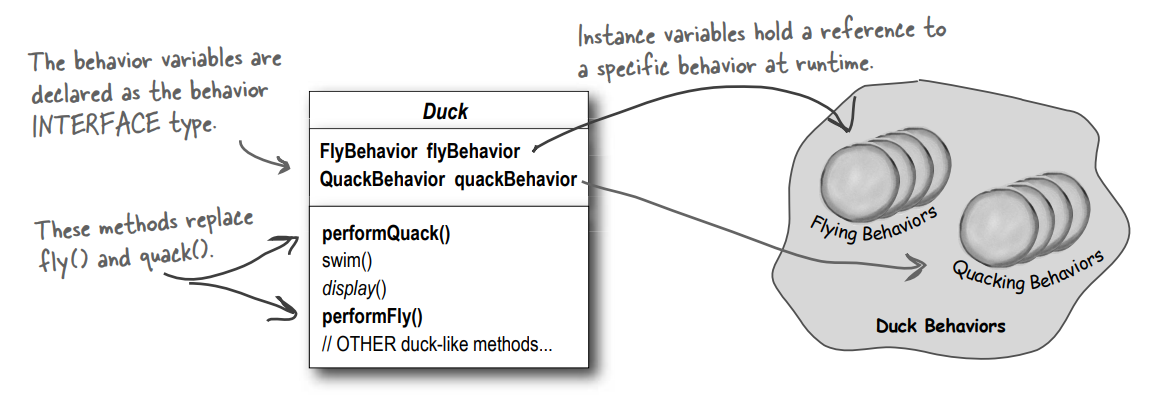 The behavior variables are
declared as the behavior
INTERFACE type.
These methods replace
fly() and quack().
Duck
FlyBehavior flyBehavior
QuackBehavior quackBehavior
performQuack()
swim()
display()
performFly()
// OTHER duck-like methods...
Instance variables hold a reference to
a specific behavior at runtime.
Flying Behaviors
Quacking Behaviors
Duck Behaviors